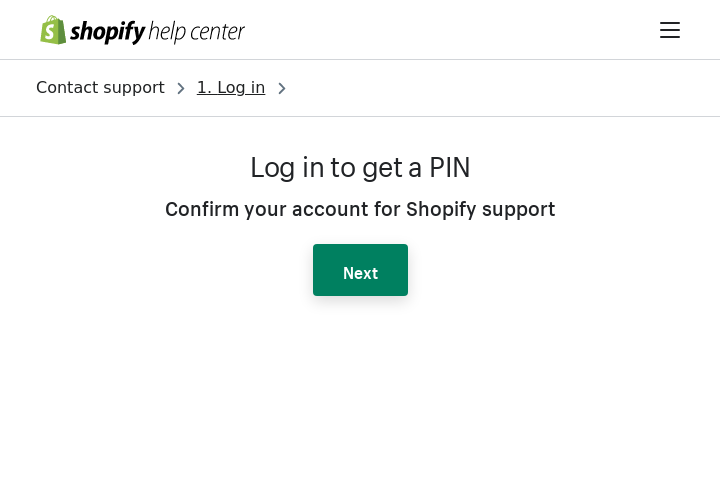 shopify help center
Contact support
1. Log in
Log in to get a PIN
Confirm your account for Shopify support
Next